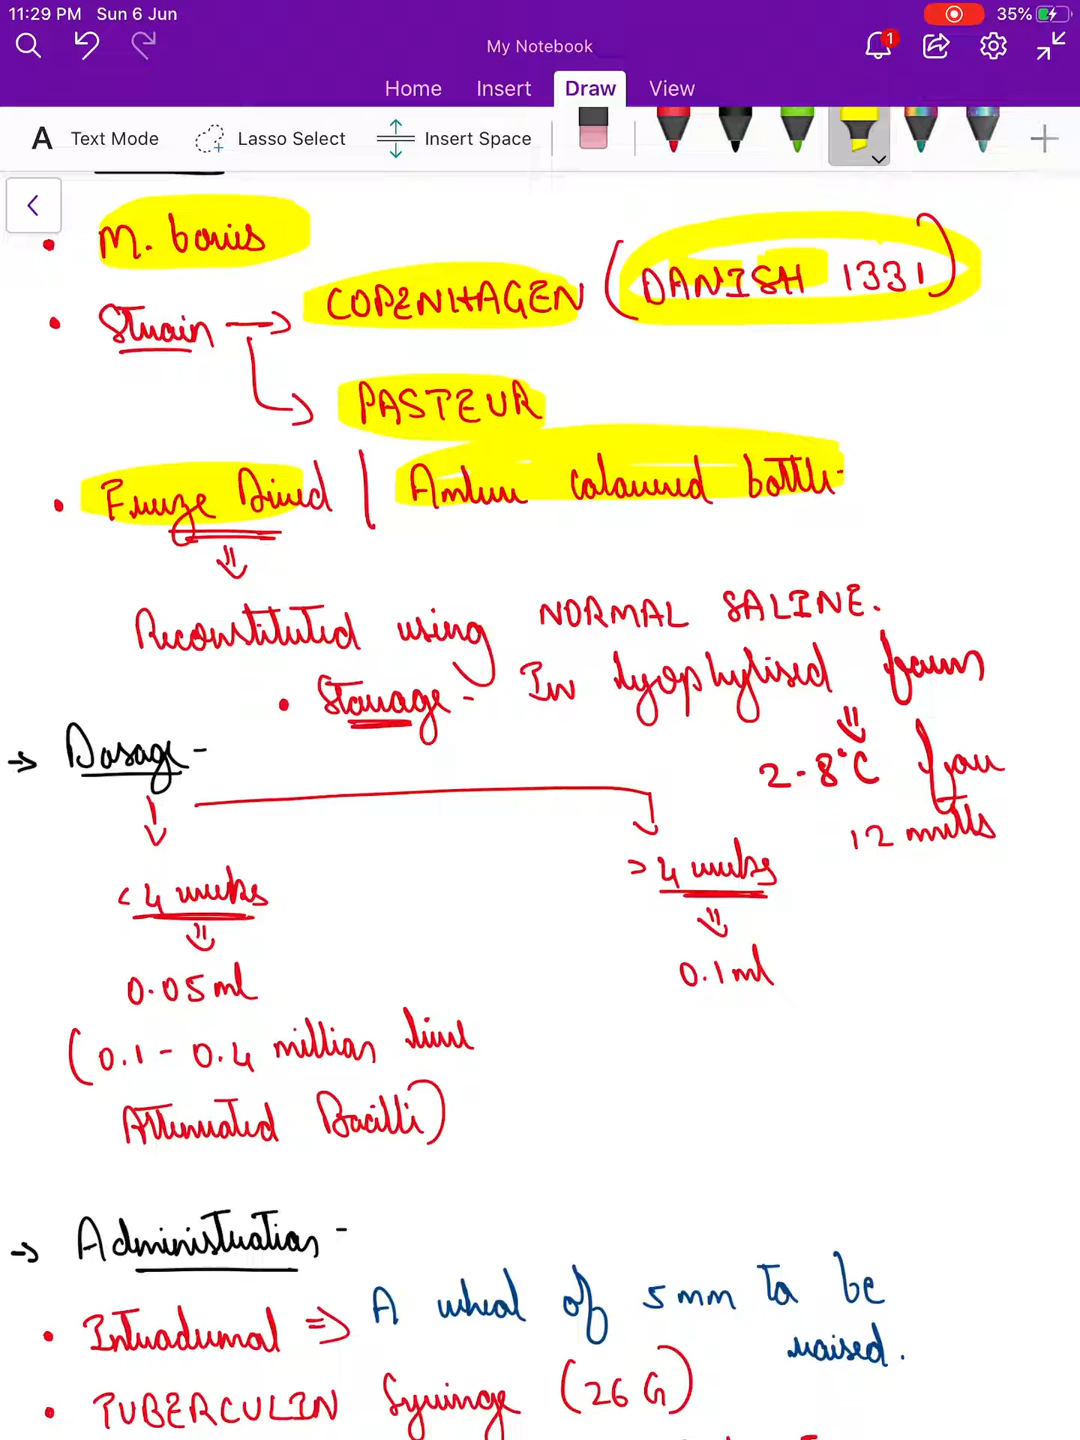 11:29 PM Sun 6 Jun 35%
My Notebook 1
Home Insert Draw View
A Text Mode Lasso Select Insert Space
• M. bovis
• Strain → COPENHAGEN (DANISH 1331)
→ PASTEUR
• Freeze Dried | Amber coloured bottle-
Reconstituted using NORMAL SALINE.
• Storage - In lyophylised form
2-8°C for
12 mnths
→ Dosage -
< 4 weeks
> 4 weeks
0.05 ml
0.1 ml
(0.1 - 0.4 million live
Attenuated Bacilli)
→ Administration -
• Intradermal ⇒ A wheal of 5 mm to be
raised.
• TUBERCULIN Syringe (26 G)